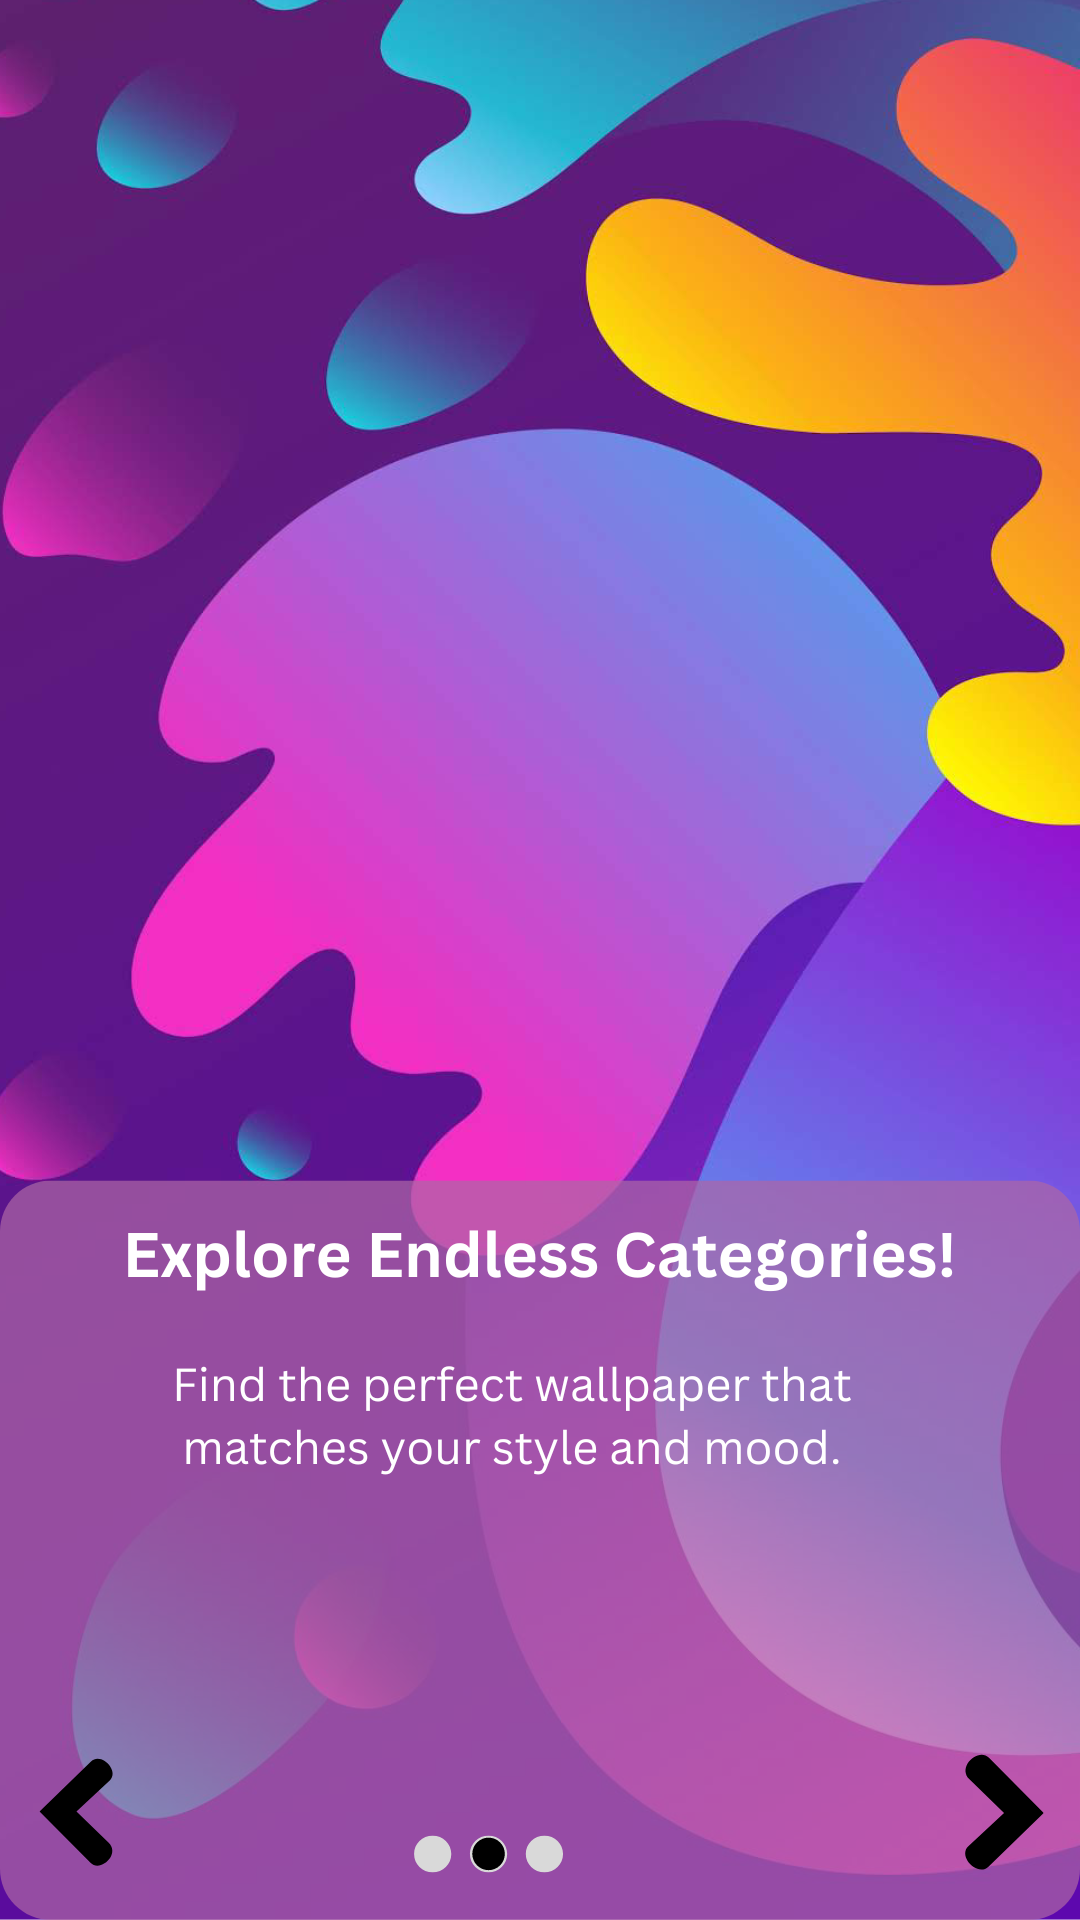 Explore Endless Categories!
Find the perfect wallpaper that
matches your style and mood.